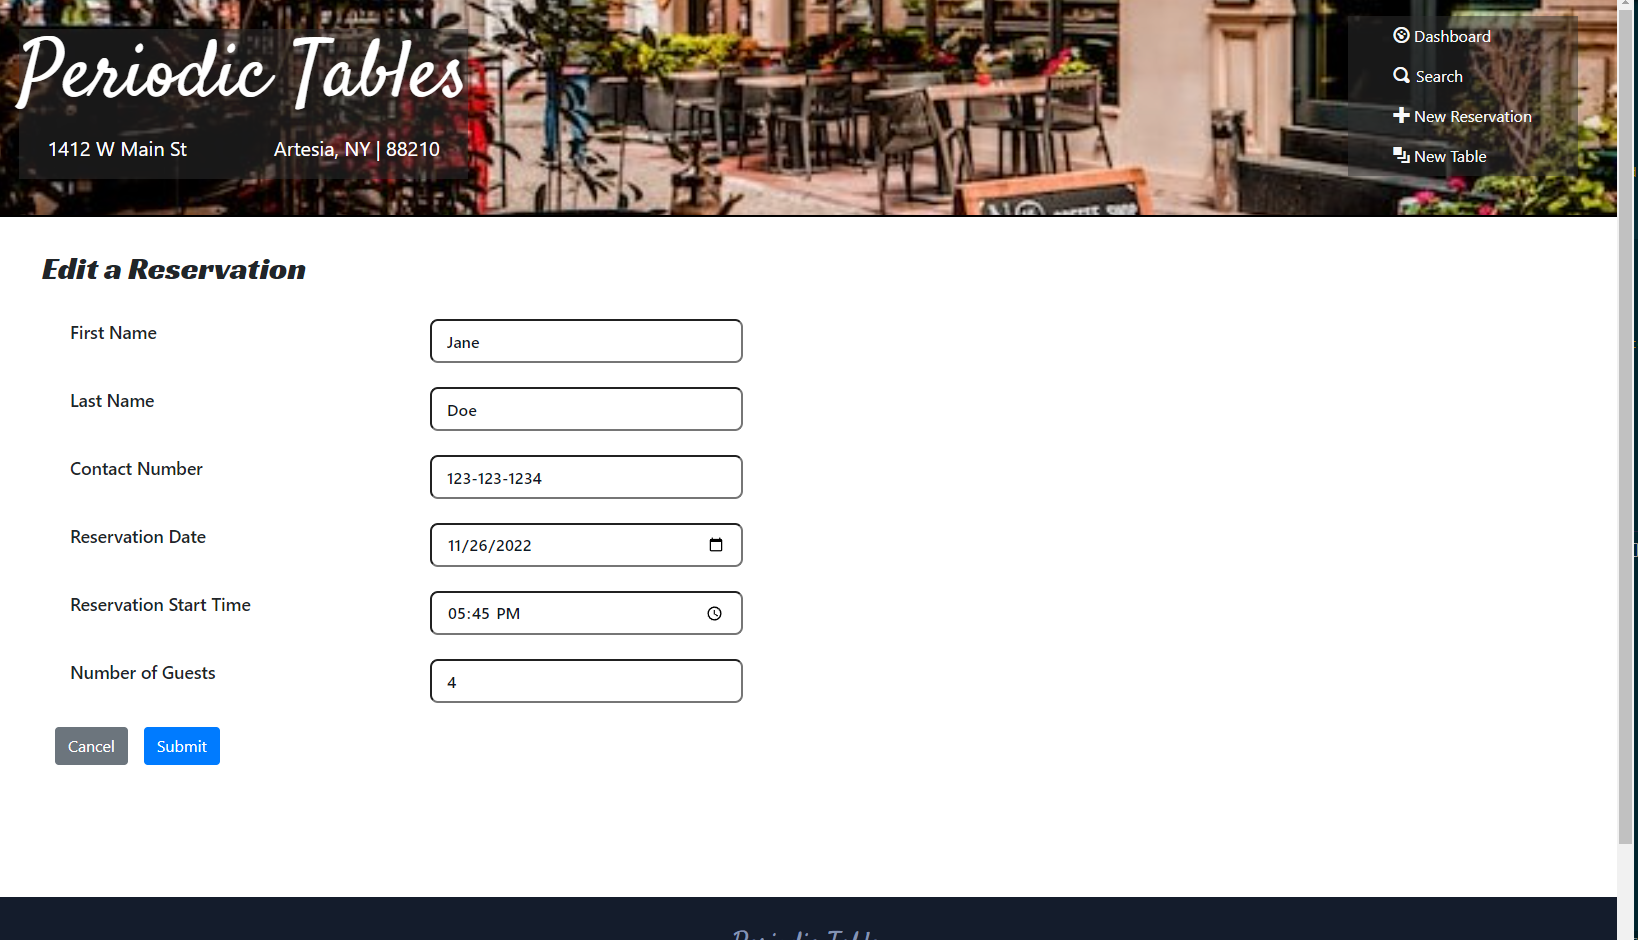 Periodic Tables
1412 W Main St Artesia, NY | 88210
Dashboard
Search
New Reservation
New Table
COFFEE SHOP
Edit a Reservation
First Name Jane
Last Name Doe
Contact Number 123-123-1234
Reservation Date 11/26/2022
Reservation Start Time 05:45 PM
Number of Guests 4
Cancel Submit